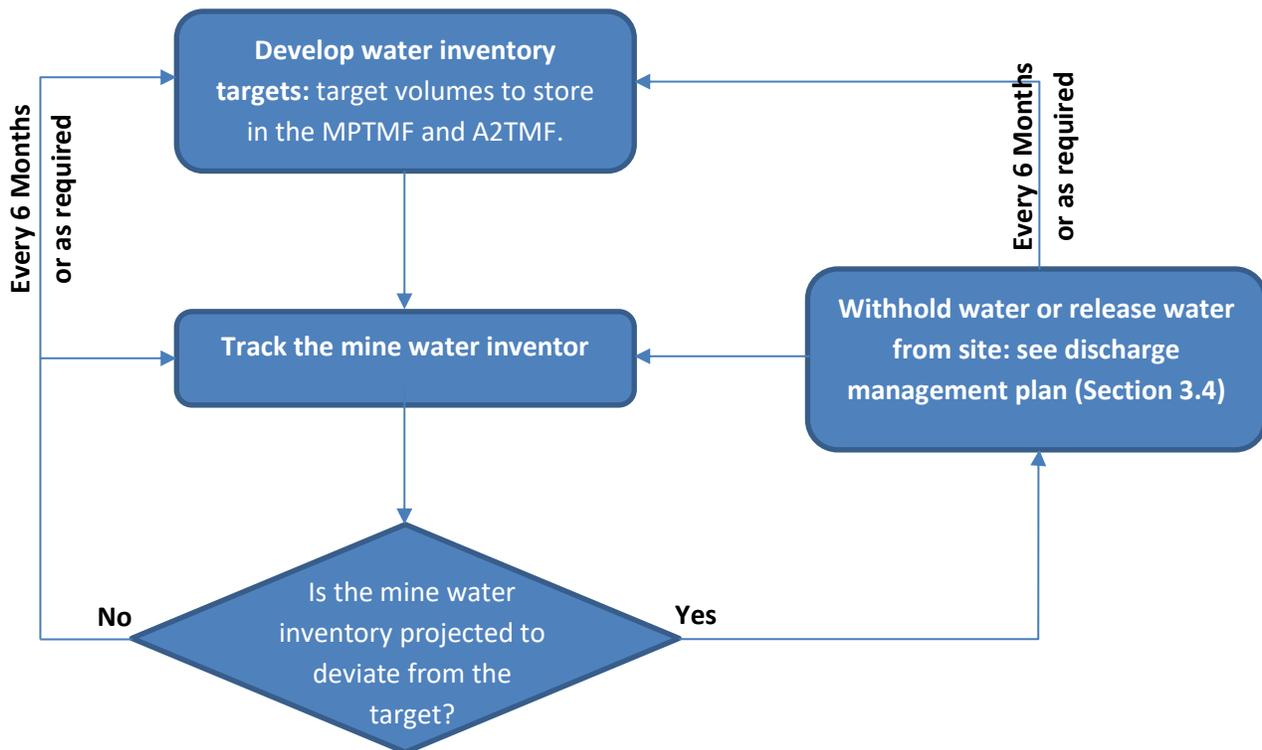 Develop water inventory
targets: target volumes to store
in the MPTMF and A2TMF.
Every 6 Months
or as required
Every 6 Months
or as required
Withhold water or release water
from site: see discharge
management plan (Section 3.4)
Track the mine water inventor
Is the mine water
inventory projected to
deviate from the
target?
No
Yes